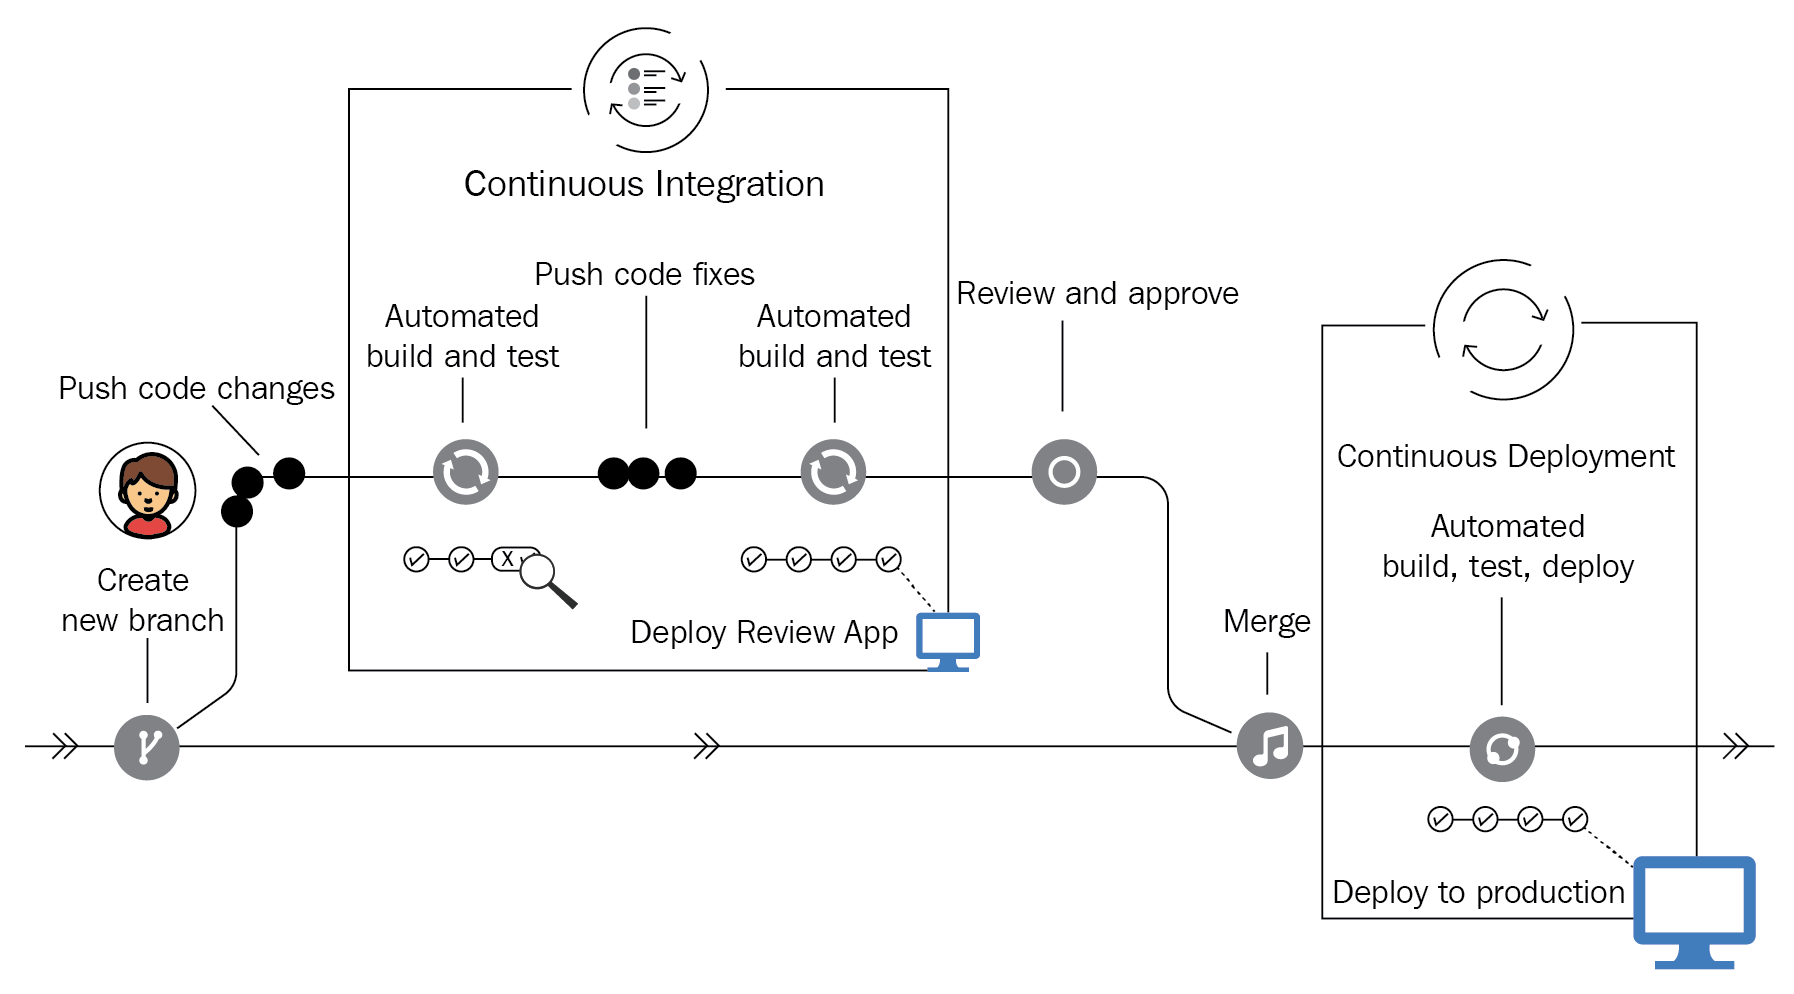 Continuous Integration
Push code fixes
Automated
build and test
Automated
build and test
Review and approve
Push code changes
Create
new branch
X
Deploy Review App
Merge
Continuous Deployment
Automated
build, test, deploy
Deploy to production